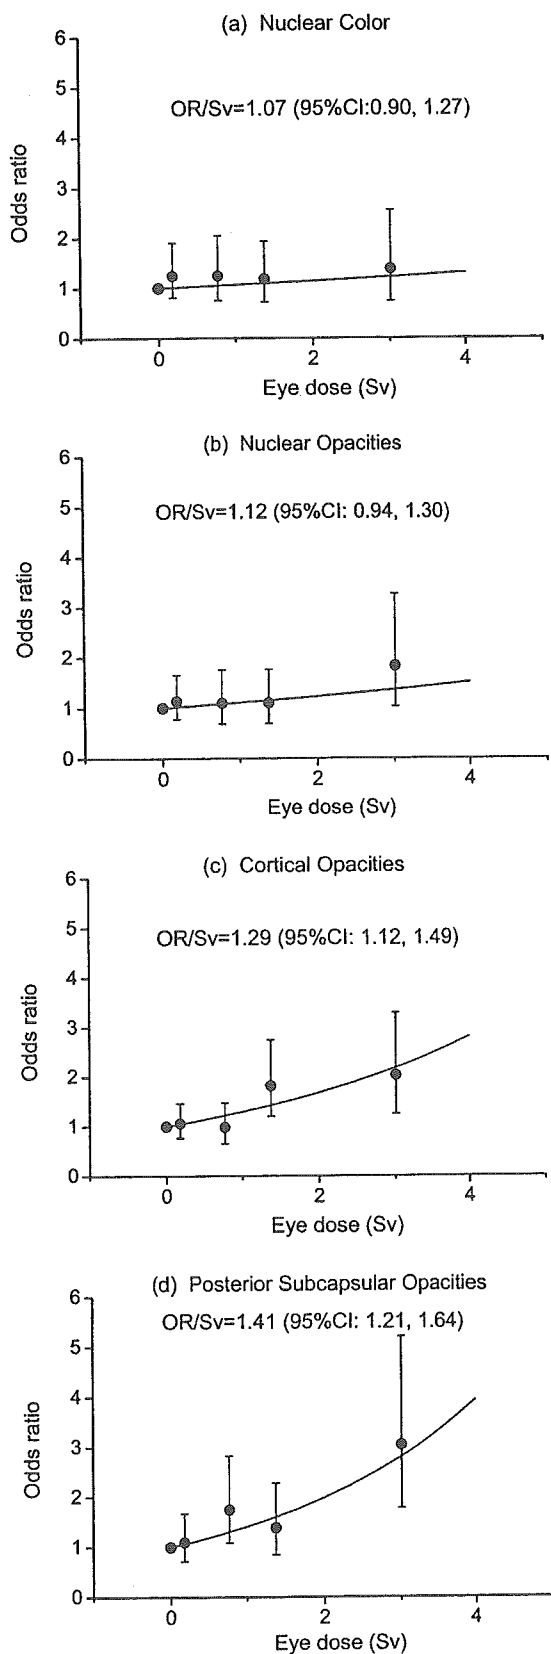 (a) Nuclear Color
6
5
4
3
2
1
0
OR/Sv=1.07 (95%CI:0.90, 1.27)
Odds ratio
0
2
4
Eye dose (Sv)
(b) Nuclear Opacities
6
5
4
3
2
1
0
OR/Sv=1.12 (95%CI: 0.94, 1.30)
Odds ratio
0
2
4
Eye dose (Sv)
(c) Cortical Opacities
6
5
4
3
2
1
0
OR/Sv=1.29 (95%CI: 1.12, 1.49)
Odds ratio
0
2
4
Eye dose (Sv)
(d) Posterior Subcapsular Opacities
6
5
4
3
2
1
0
OR/Sv=1.41 (95%CI: 1.21, 1.64)
Odds ratio
0
2
4
Eye dose (Sv)